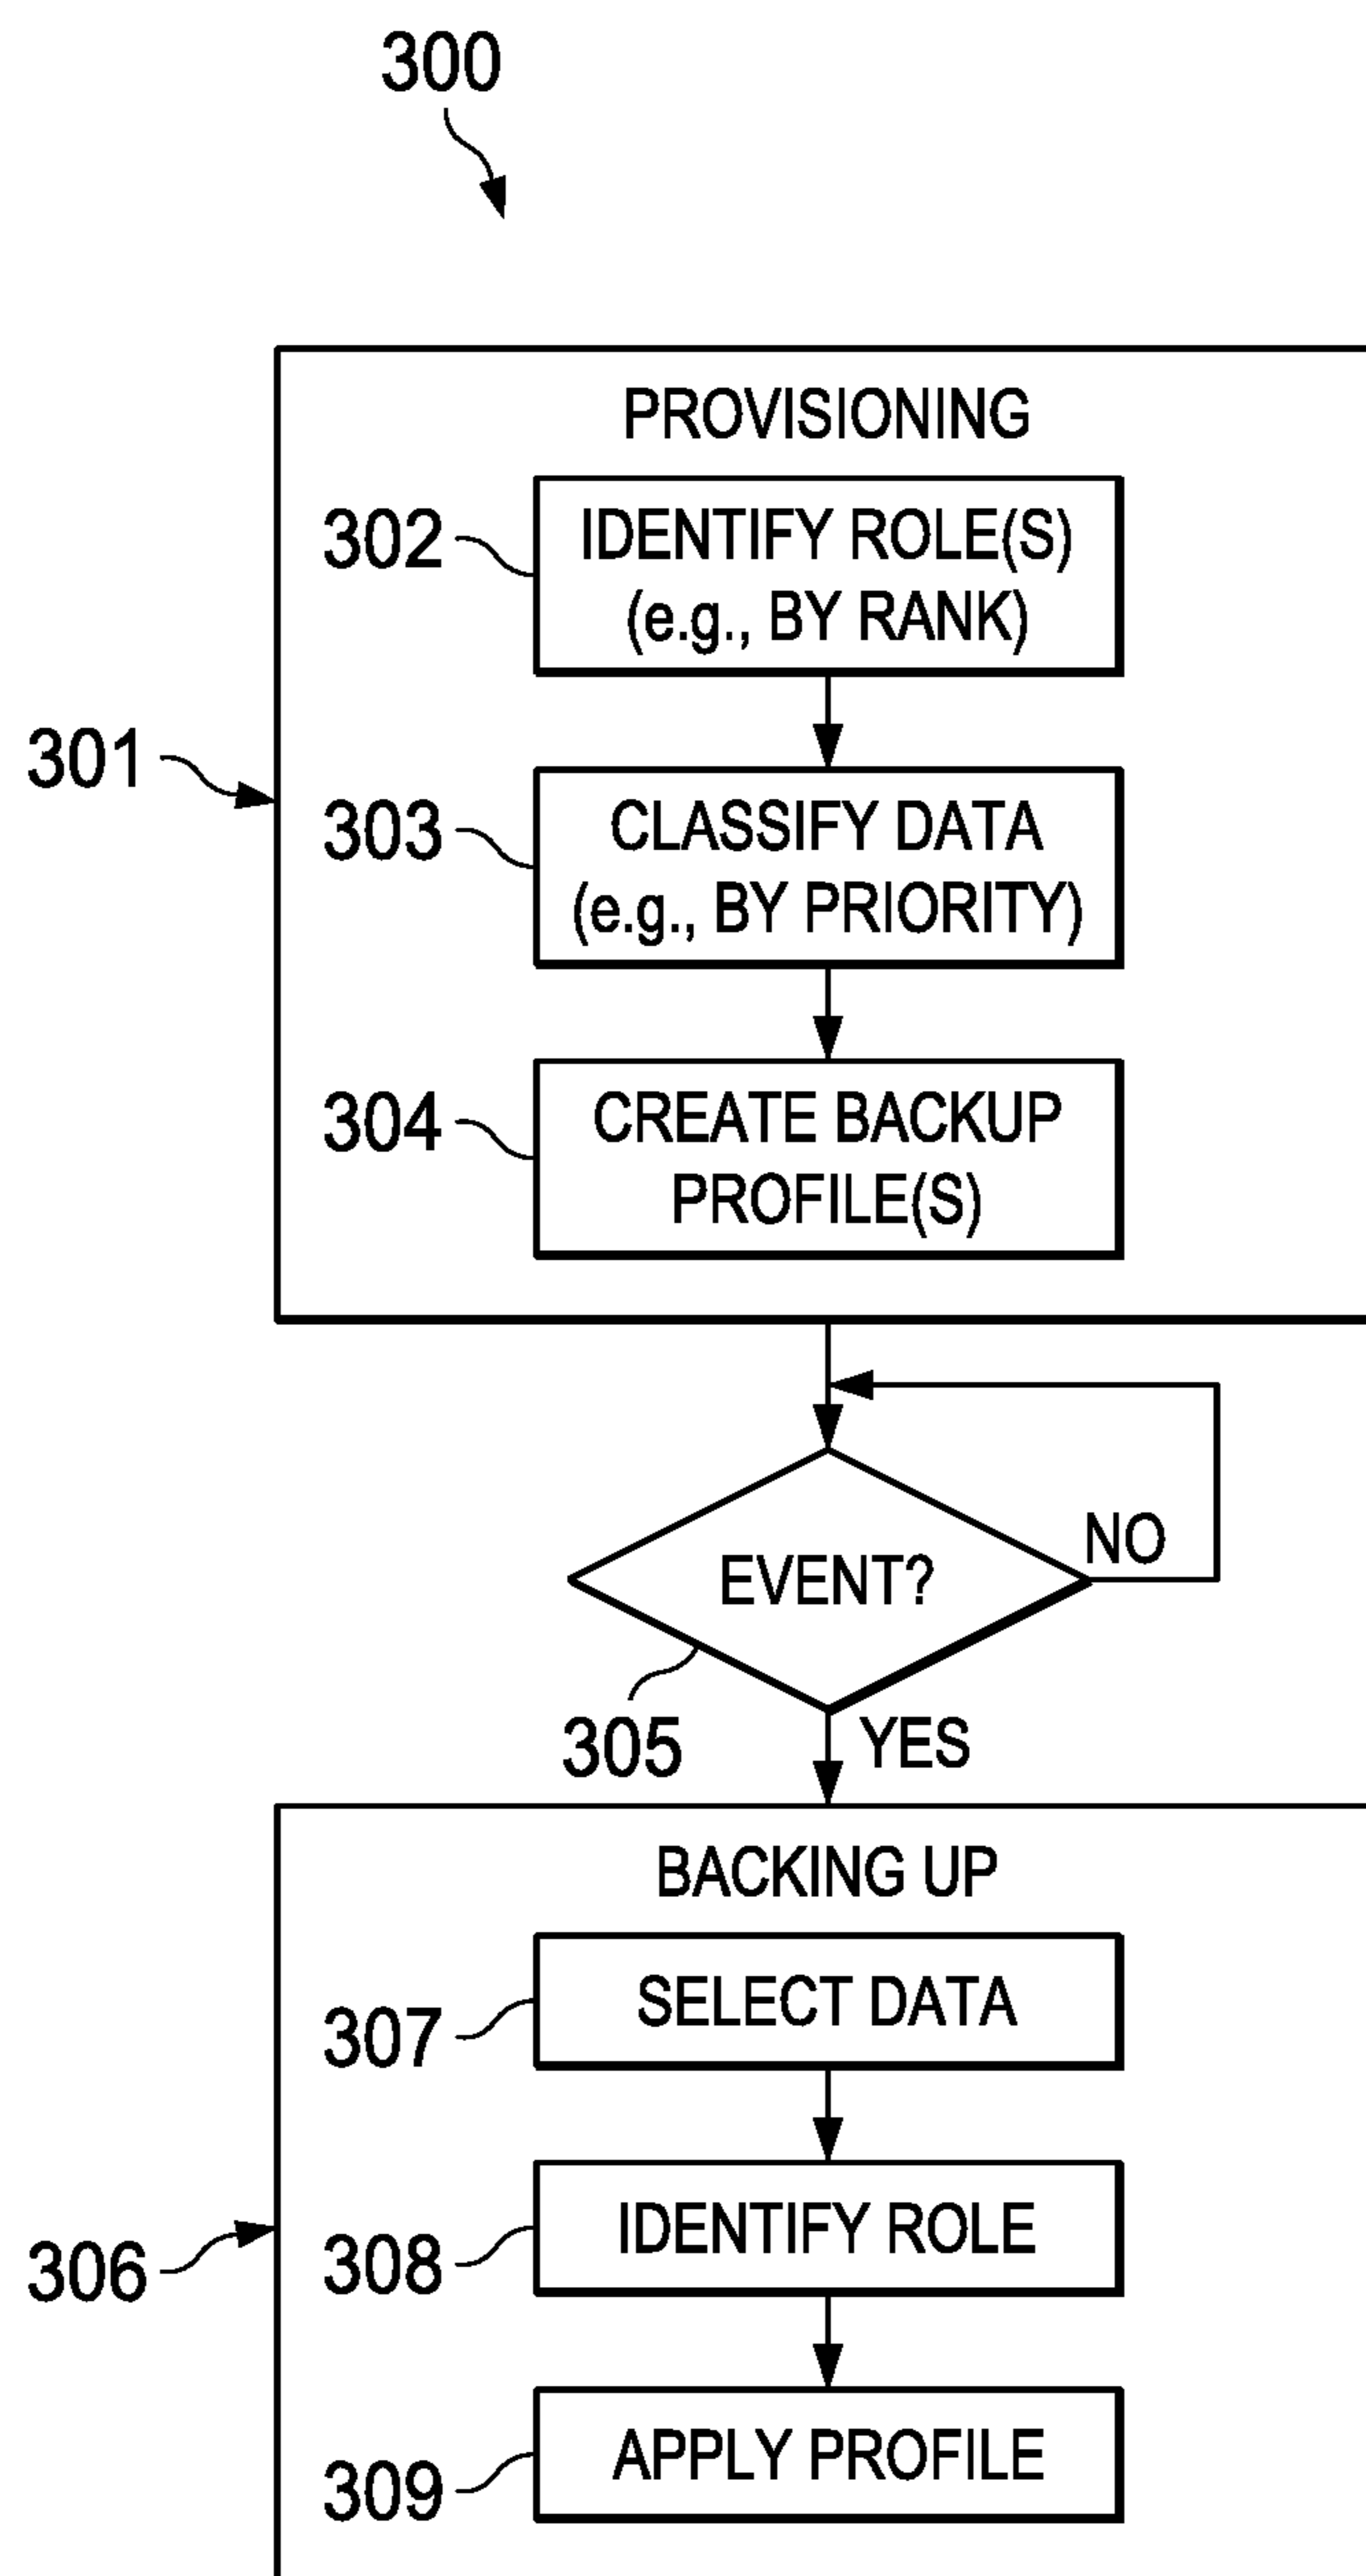 300
PROVISIONING
302
IDENTIFY ROLE(S)
(e.g., BY RANK)
301
303
CLASSIFY DATA
(e.g., BY PRIORITY)
304
CREATE BACKUP
PROFILE(S)
NO
EVENT?
305
YES
BACKING UP
307
SELECT DATA
306
308
IDENTIFY ROLE
309
APPLY PROFILE